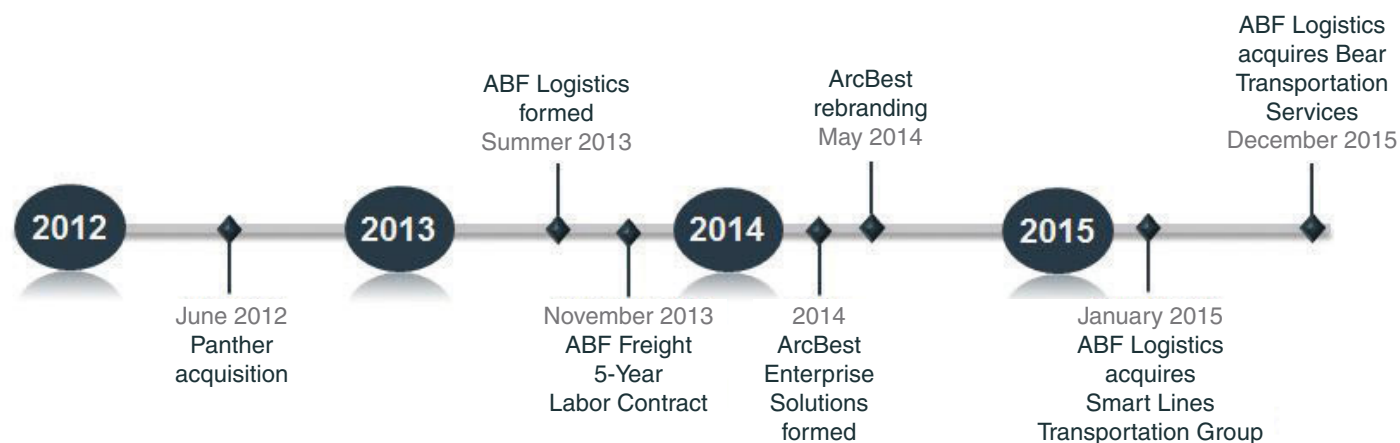 2012
June 2012
Panther
acquisition
2013
ABF Logistics
formed
Summer 2013
November 2013
ABF Freight
5-Year
Labor Contract
2014
2014
ArcBest
Enterprise
Solutions
formed
ArcBest
rebranding
May 2014
2015
January 2015
ABF Logistics
acquires
Smart Lines
Transportation Group
ABF Logistics
acquires Bear
Transportation
Services
December 2015